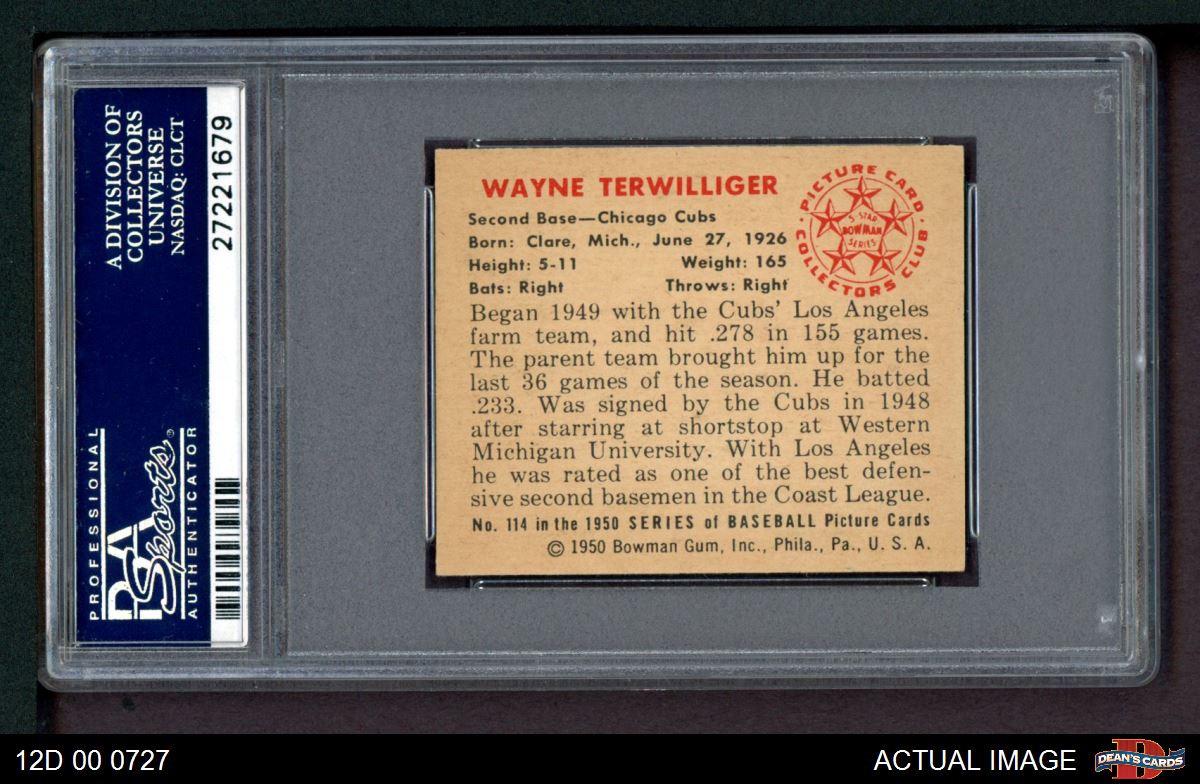 A DIVISION OF
COLLECTORS
UNIVERSE
NASDAQ: CLCT
27221679
PROFESSIONAL
PSA
Sports®
AUTHENTICATOR
WAYNE TERWILLIGER
Second Base—Chicago Cubs
Born: Clare, Mich., June 27, 1926
Height: 5-11 Weight: 165
Bats: Right Throws: Right
PICTURE CARD
COLLECTORS CLUB
5-STAR
BOWMAN
SERIES
Began 1949 with the Cubs' Los Angeles
farm team, and hit .278 in 155 games.
The parent team brought him up for the
last 36 games of the season. He batted
.233. Was signed by the Cubs in 1948
after starring at shortstop at Western
Michigan University. With Los Angeles
he was rated as one of the best defen-
sive second basemen in the Coast League.
No. 114 in the 1950 SERIES of BASEBALL Picture Cards
© 1950 Bowman Gum, Inc., Phila., Pa., U. S. A.
12D 00 0727
ACTUAL IMAGE
D
DEAN'S CARDS